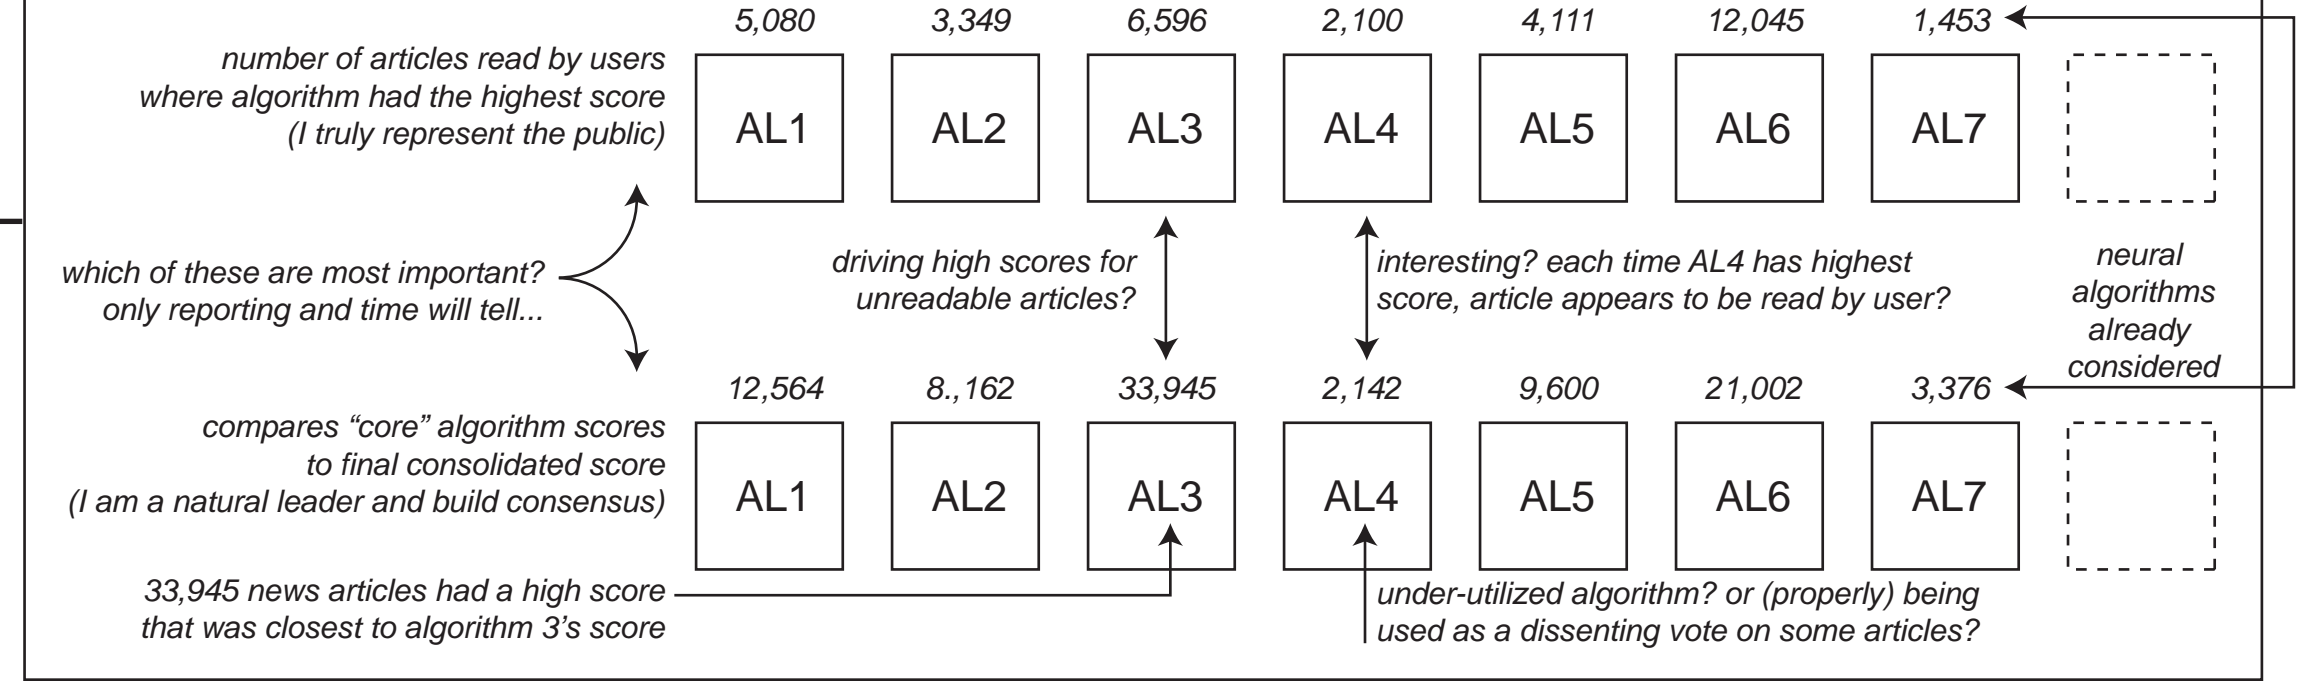 5,080 3,349 6,596 2,100 4,111 12,045 1,453
number of articles read by users
where algorithm had the highest score
(I truly represent the public)
AL1 AL2 AL3 AL4 AL5 AL6 AL7
which of these are most important?
only reporting and time will tell...
driving high scores for
unreadable articles?
interesting? each time AL4 has highest
score, article appears to be read by user?
neural
algorithms
already
considered
12,564 8.,162 33,945 2,142 9,600 21,002 3,376
compares “core” algorithm scores
to final consolidated score
(I am a natural leader and build consensus)
AL1 AL2 AL3 AL4 AL5 AL6 AL7
33,945 news articles had a high score
that was closest to algorithm 3’s score
under-utilized algorithm? or (properly) being
used as a dissenting vote on some articles?